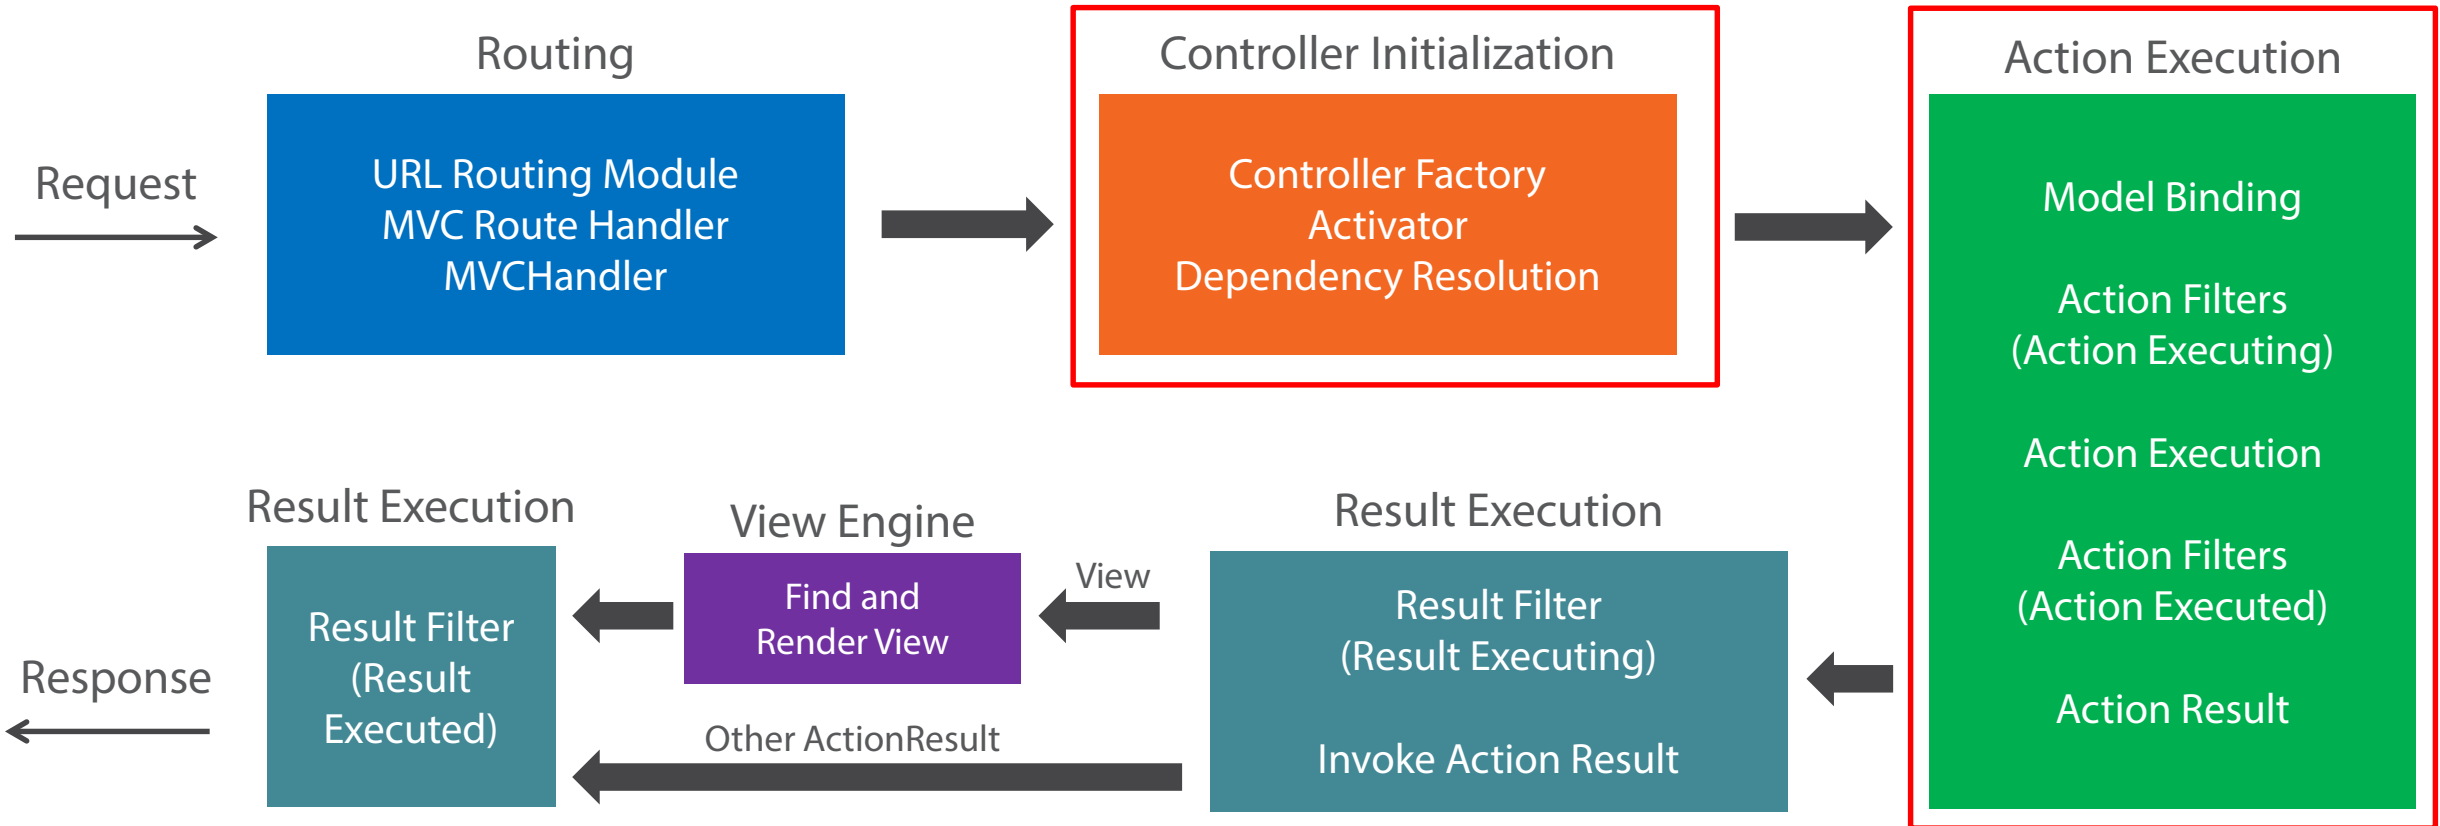 Routing
Controller Initialization
Action Execution
Request
URL Routing Module
MVC Route Handler
MVCHandler
Controller Factory
Activator
Dependency Resolution
Model Binding
Action Filters
(Action Executing)
Action Execution
Action Filters
(Action Executed)
Action Result
Result Execution
Result Filter
(Result Executing)
Invoke Action Result
View
View Engine
Find and
Render View
Other ActionResult
Result Execution
Result Filter
(Result
Executed)
Response